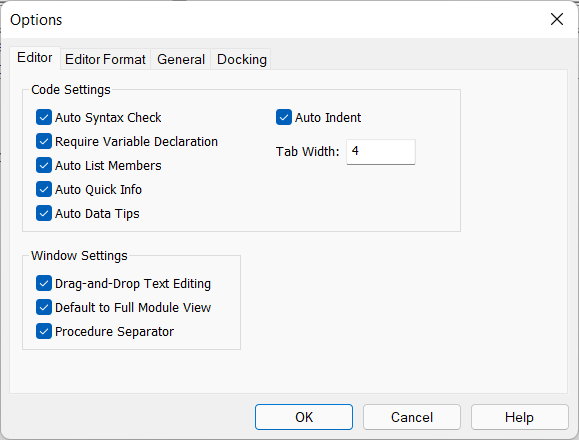 Options
Editor Editor Format General Docking
Code Settings
Auto Syntax Check Auto Indent
Require Variable Declaration
Tab Width: 4
Auto List Members
Auto Quick Info
Auto Data Tips
Window Settings
Drag-and-Drop Text Editing
Default to Full Module View
Procedure Separator
OK Cancel Help